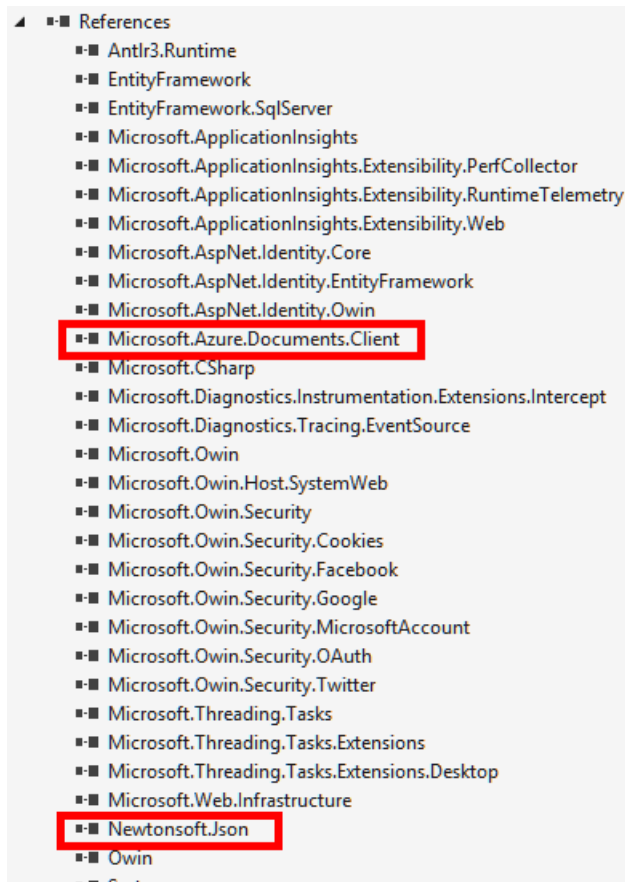 References
Antlr3.Runtime
EntityFramework
EntityFramework.SqlServer
Microsoft.ApplicationInsights
Microsoft.ApplicationInsights.Extensibility.PerfCollector
Microsoft.ApplicationInsights.Extensibility.RuntimeTelemetry
Microsoft.ApplicationInsights.Extensibility.Web
Microsoft.AspNet.Identity.Core
Microsoft.AspNet.Identity.EntityFramework
Microsoft.AspNet.Identity.Owin
Microsoft.Azure.Documents.Client
Microsoft.CSharp
Microsoft.Diagnostics.Instrumentation.Extensions.Intercept
Microsoft.Diagnostics.Tracing.EventSource
Microsoft.Owin
Microsoft.Owin.Host.SystemWeb
Microsoft.Owin.Security
Microsoft.Owin.Security.Cookies
Microsoft.Owin.Security.Facebook
Microsoft.Owin.Security.Google
Microsoft.Owin.Security.MicrosoftAccount
Microsoft.Owin.Security.OAuth
Microsoft.Owin.Security.Twitter
Microsoft.Threading.Tasks
Microsoft.Threading.Tasks.Extensions
Microsoft.Threading.Tasks.Extensions.Desktop
Microsoft.Web.Infrastructure
Newtonsoft.Json
Owin